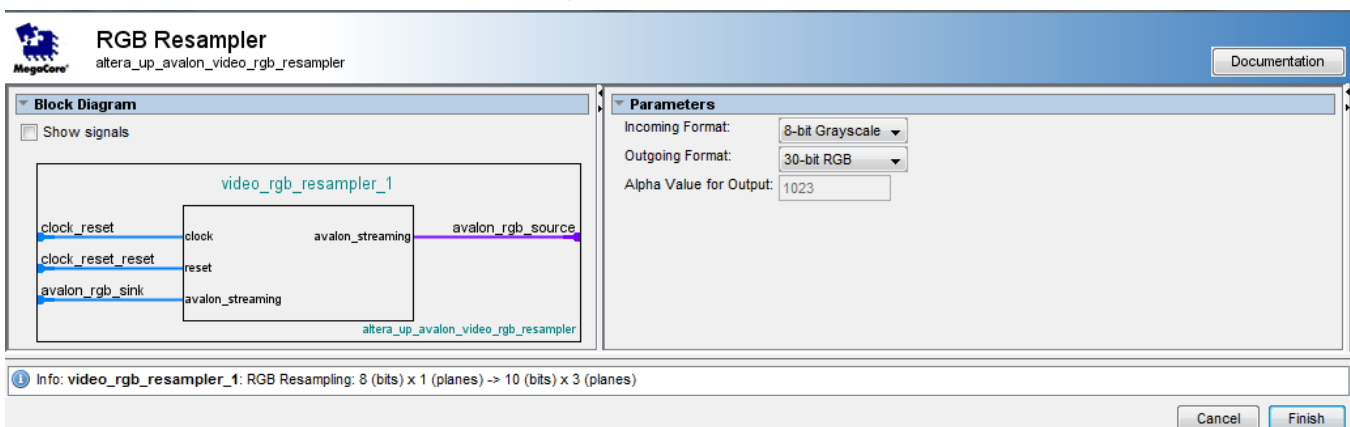 RGB Resampler
altera_up_avalon_video_rgb_resampler
MegaCore®
Documentation
Block Diagram
Show signals
video_rgb_resampler_1
clock_reset
clock
avalon_streaming
avalon_rgb_source
clock_reset_reset
reset
avalon_rgb_sink
avalon_streaming
altera_up_avalon_video_rgb_resampler
Parameters
Incoming Format: 8-bit Grayscale
Outgoing Format: 30-bit RGB
Alpha Value for Output: 1023
Info: video_rgb_resampler_1: RGB Resampling: 8 (bits) x 1 (planes) -> 10 (bits) x 3 (planes)
Cancel Finish